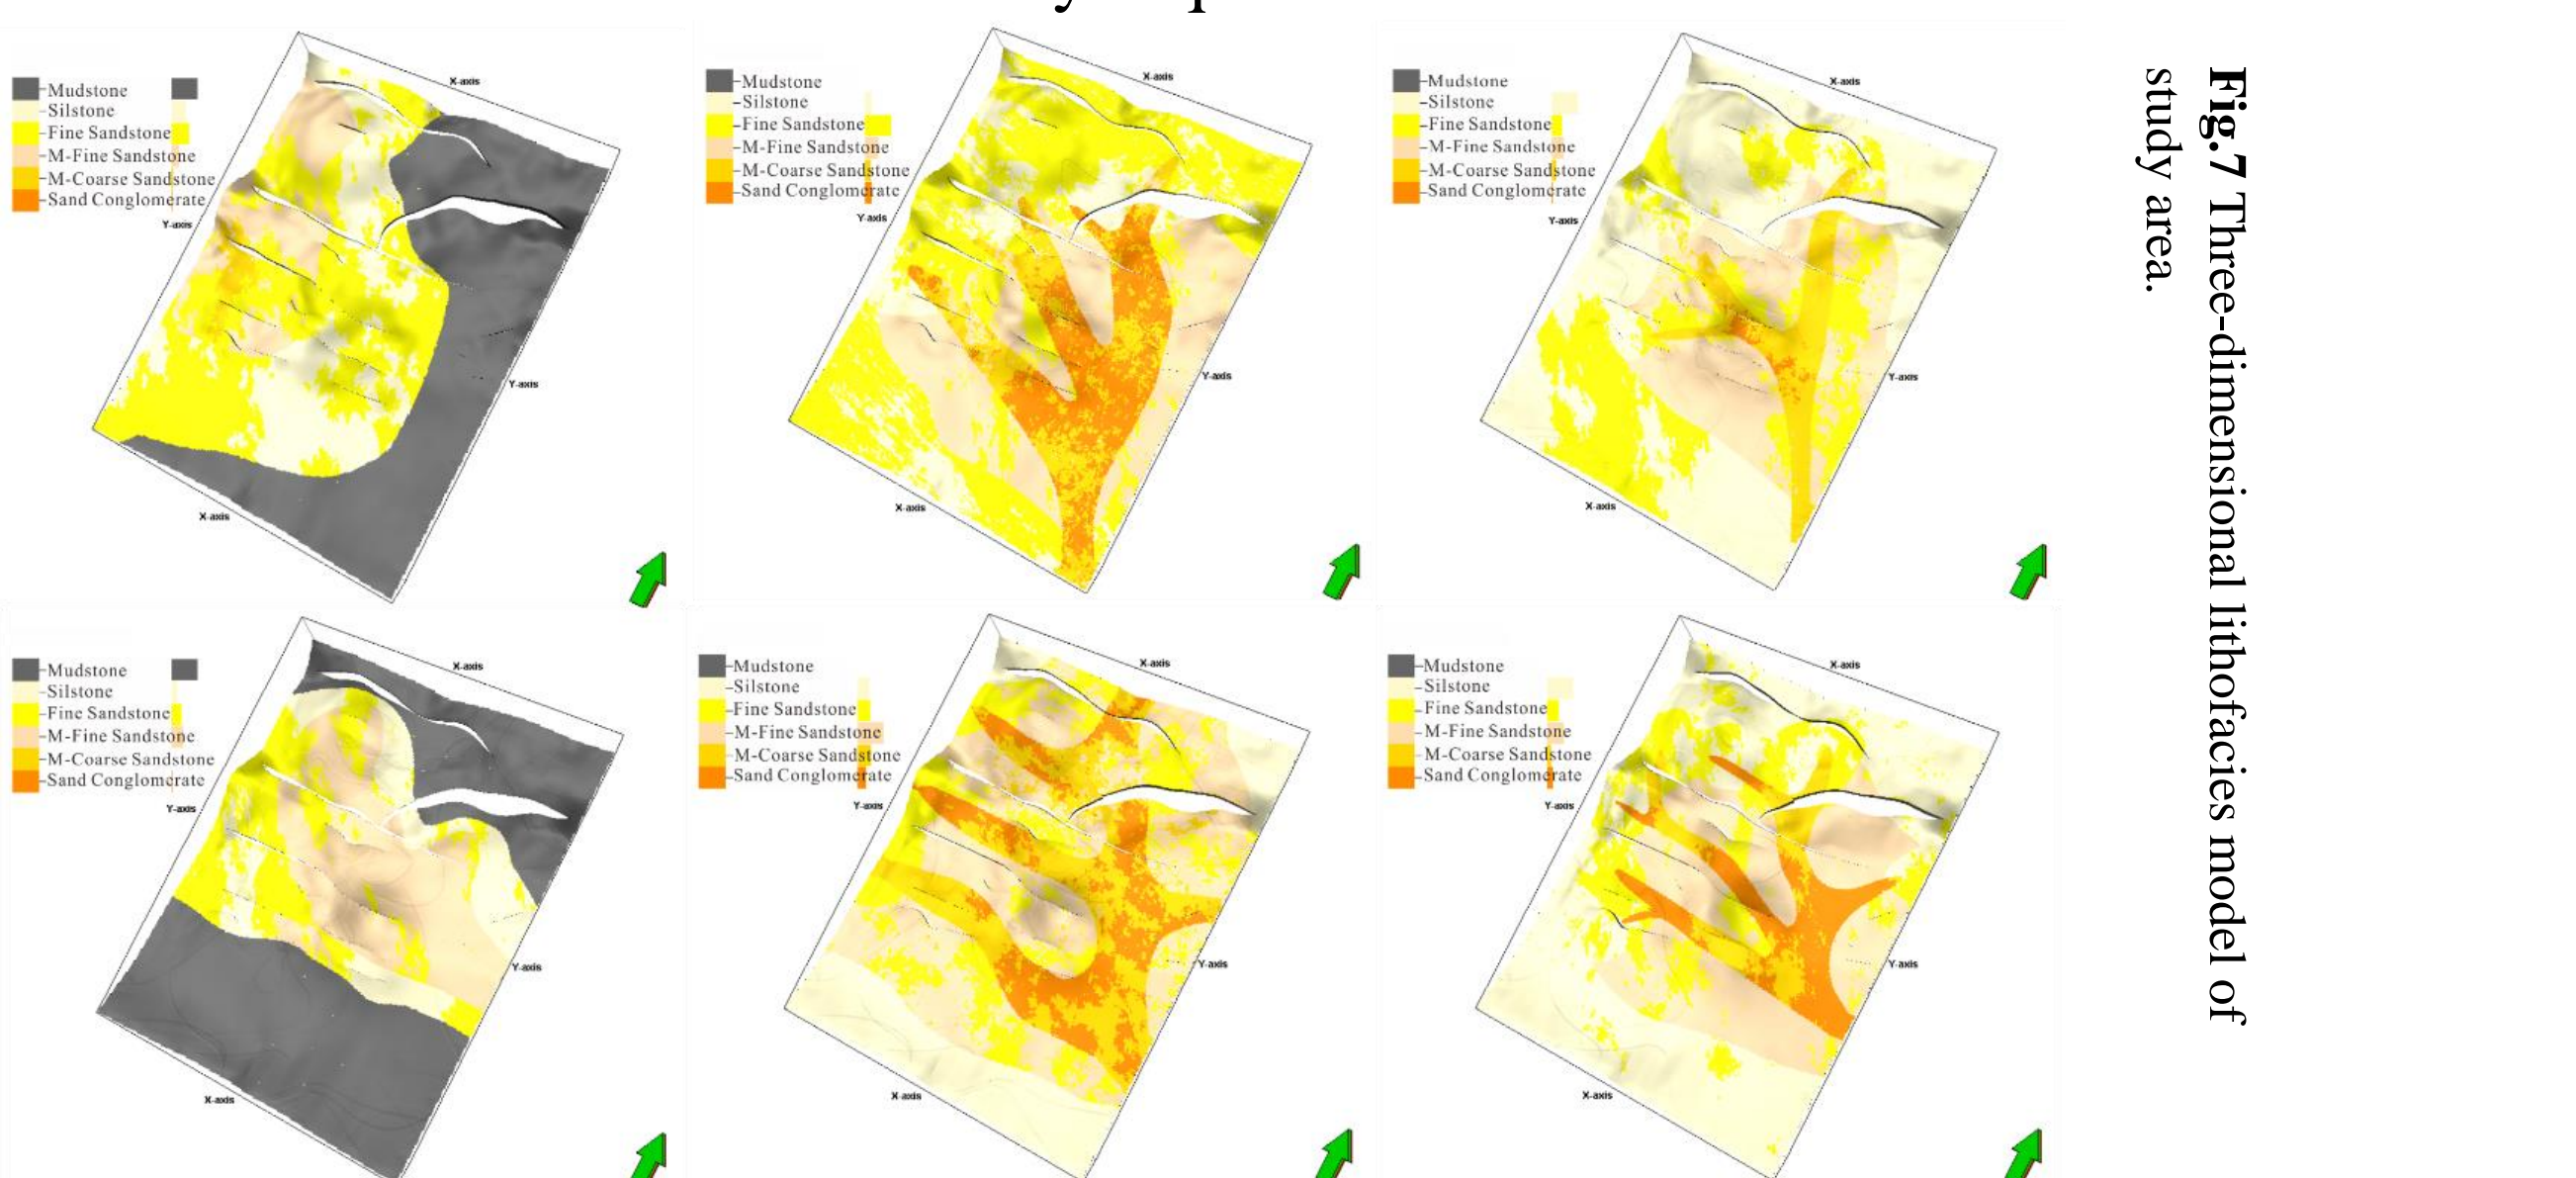 Mudstone
Silstone
Fine Sandstone
M-Fine Sandstone
M-Coarse Sandstone
Sand Conglomerate
X-axis
Y-axis
Y-axis
X-axis
Mudstone
Silstone
Fine Sandstone
M-Fine Sandstone
M-Coarse Sandstone
Sand Conglomerate
X-axis
Y-axis
Y-axis
X-axis
Mudstone
Silstone
Fine Sandstone
M-Fine Sandstone
M-Coarse Sandstone
Sand Conglomerate
X-axis
Y-axis
Y-axis
X-axis
Mudstone
Silstone
Fine Sandstone
M-Fine Sandstone
M-Coarse Sandstone
Sand Conglomerate
X-axis
Y-axis
Y-axis
X-axis
Mudstone
Silstone
Fine Sandstone
M-Fine Sandstone
M-Coarse Sandstone
Sand Conglomerate
X-axis
Y-axis
Y-axis
X-axis
Mudstone
Silstone
Fine Sandstone
M-Fine Sandstone
M-Coarse Sandstone
Sand Conglomerate
X-axis
Y-axis
Y-axis
X-axis
Fig.7 Three-dimensional lithofacies model of
study area.